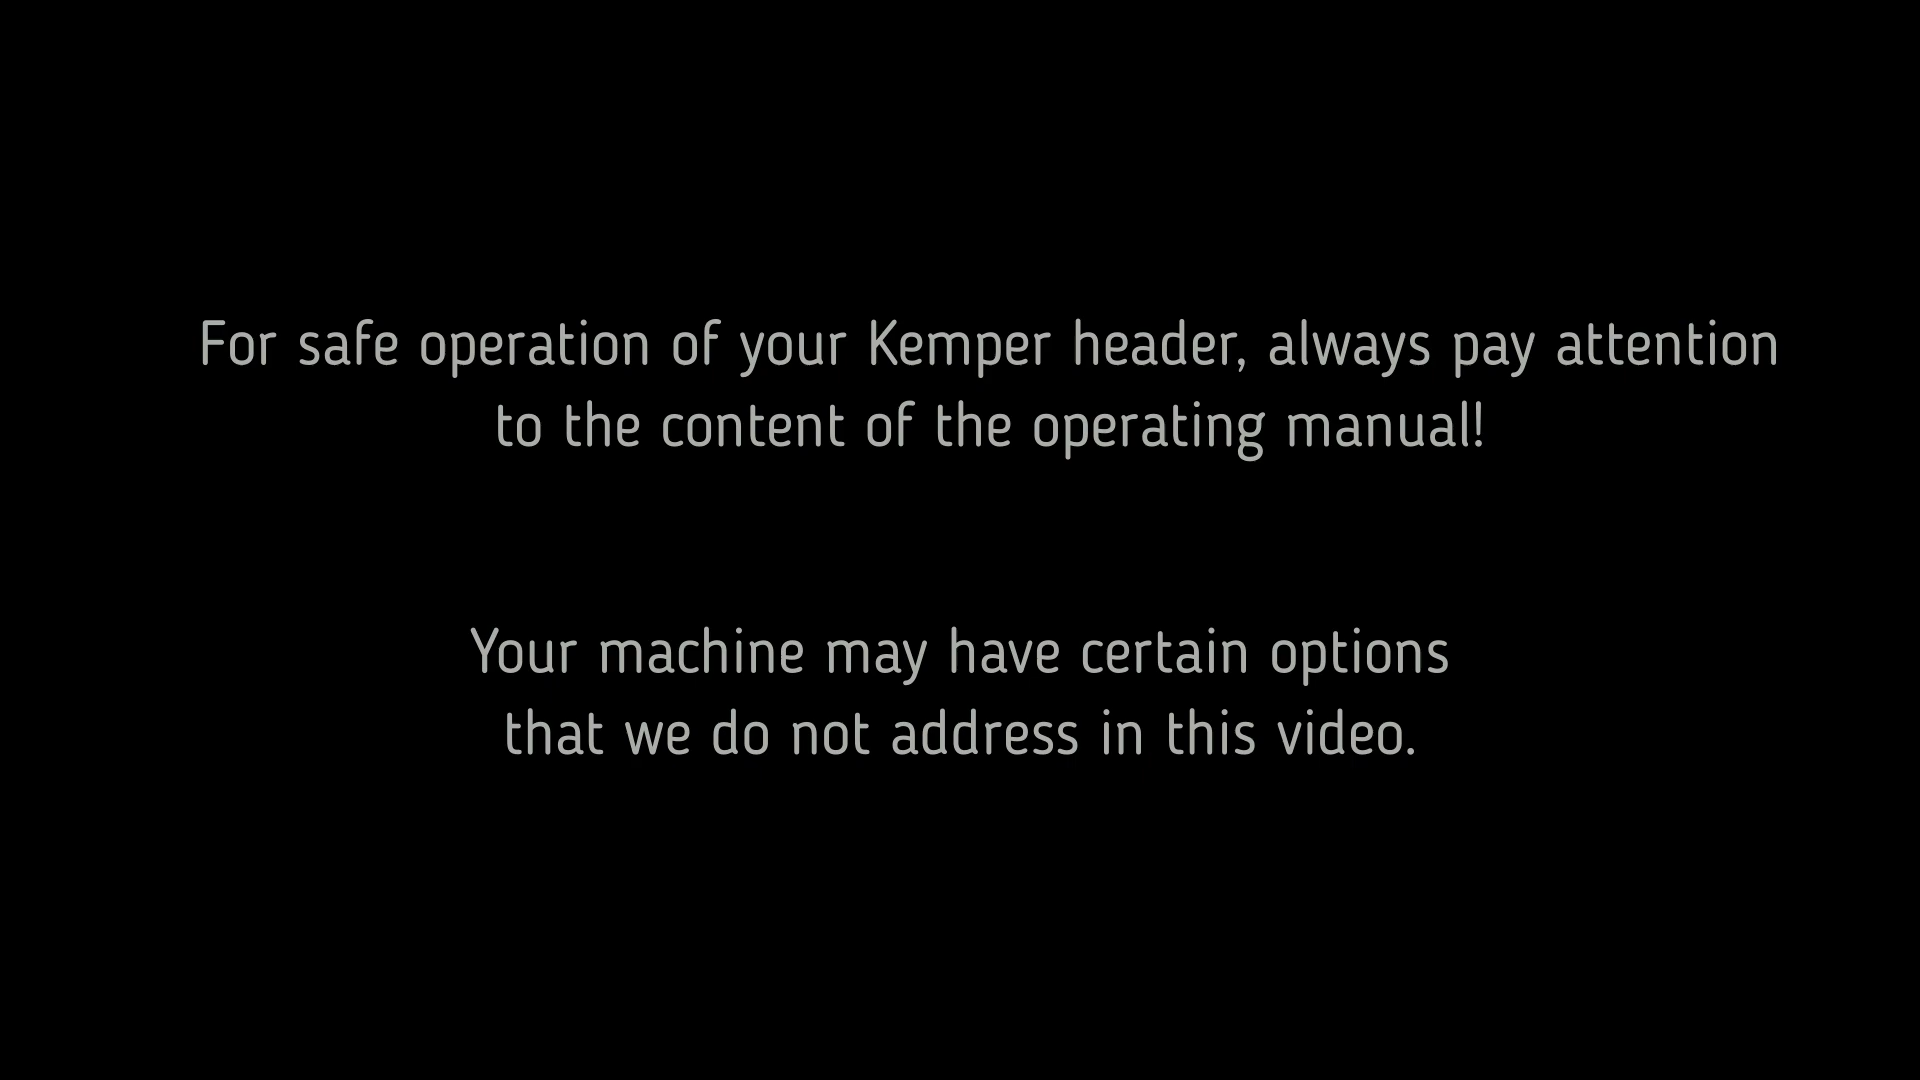 For safe operation of your Kemper header, always pay attention
to the content of the operating manual!
Your machine may have certain options
that we do not address in this video.